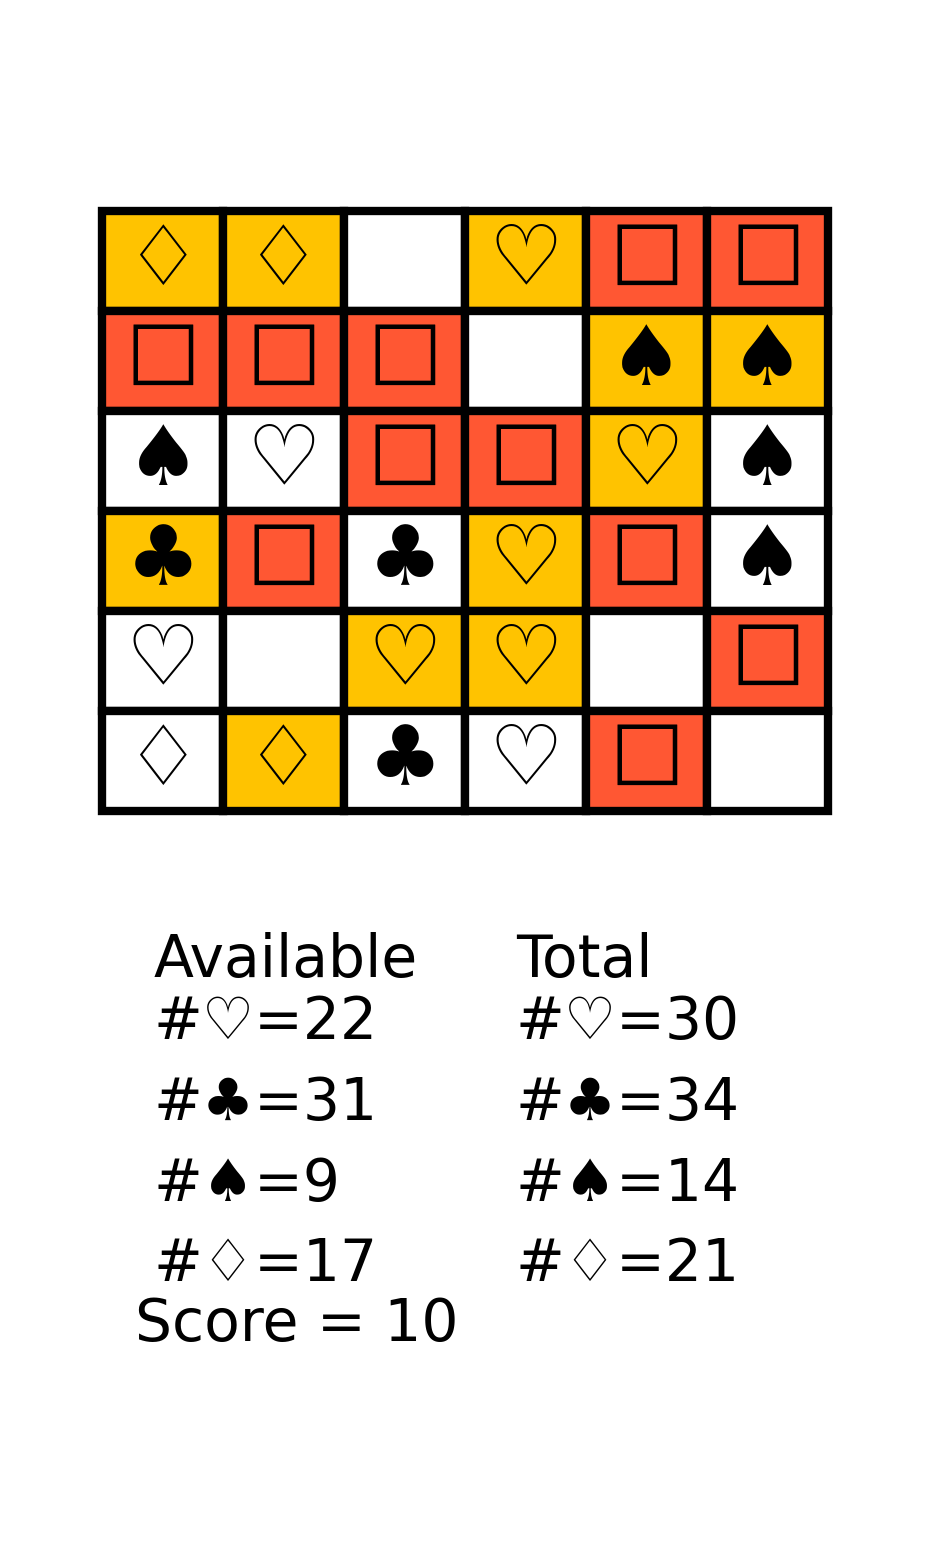 ♢ ♢ ♡ □ □
□ □ □ ♠ ♠
♠ ♡ □ □ ♡ ♠
♣ □ ♣ ♡ □ ♠
♡ ♡ ♡ □
♢ ♢ ♣ ♡ □
Available Total
#♡=22 #♡=30
#♣=31 #♣=34
#♠=9 #♠=14
#♢=17 #♢=21
Score = 10